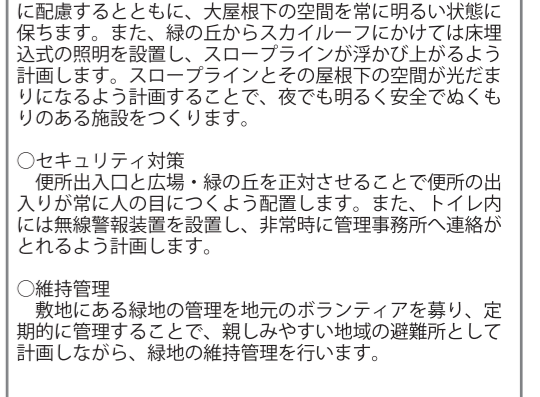 に配慮するとともに、大屋根下の空間を常に明るい状態に
保ちます。また、緑の丘からスカイルーフにかけては床埋
込式の照明を設置し、スロープラインが浮かび上がるよう
計画します。スロープラインとその屋根下の空間が光だま
りになるよう計画することで、夜でも明るく安全でぬくも
りのある施設をつくります。
○セキュリティ対策
　便所出入口と広場・緑の丘を正対させることで便所の出
入りが常に人の目につくよう配置します。また、トイレ内
には無線警報装置を設置し、非常時に管理事務所へ連絡が
とれるよう計画します。
○維持管理
　敷地にある緑地の管理を地元のボランティアを募り、定
期的に管理することで、親しみやすい地域の避難所として
計画しながら、緑地の維持管理を行います。